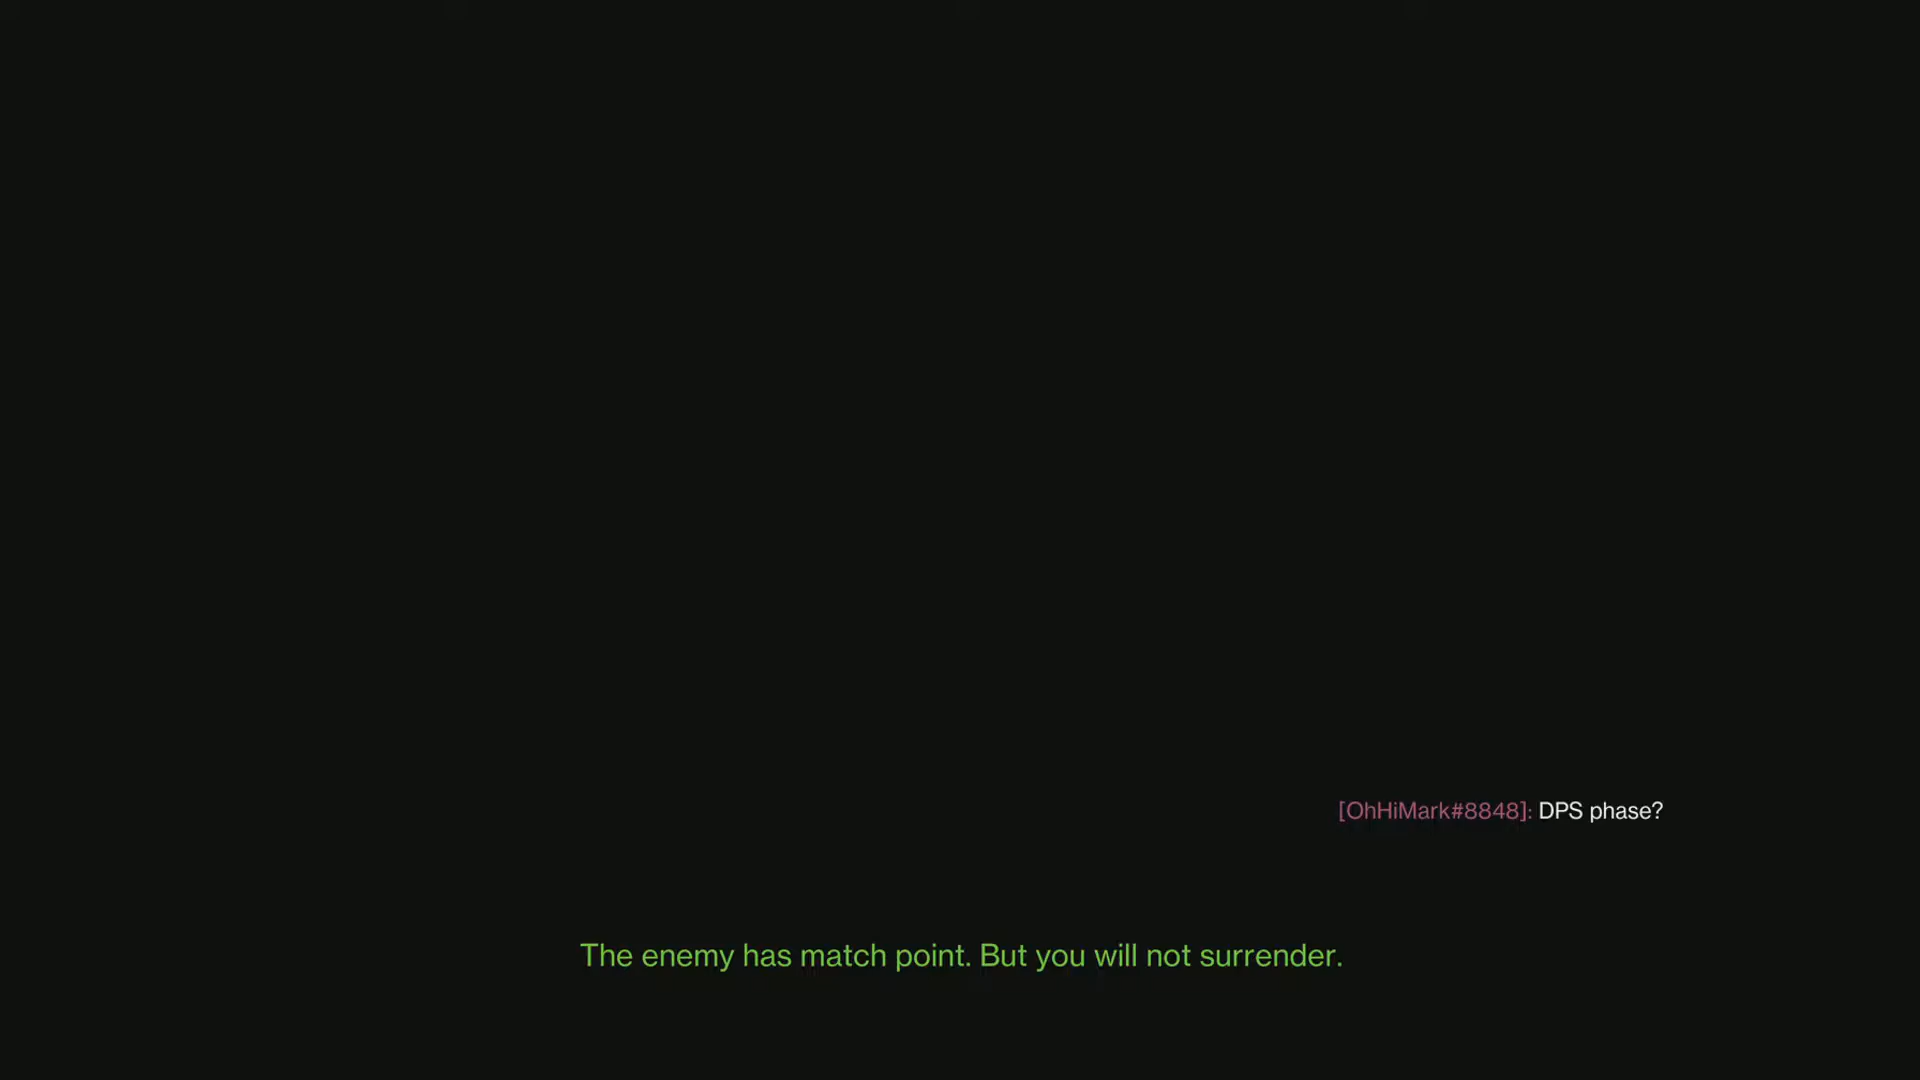 [OhHiMark#8848]: DPS phase?
The enemy has match point. But you will not surrender.